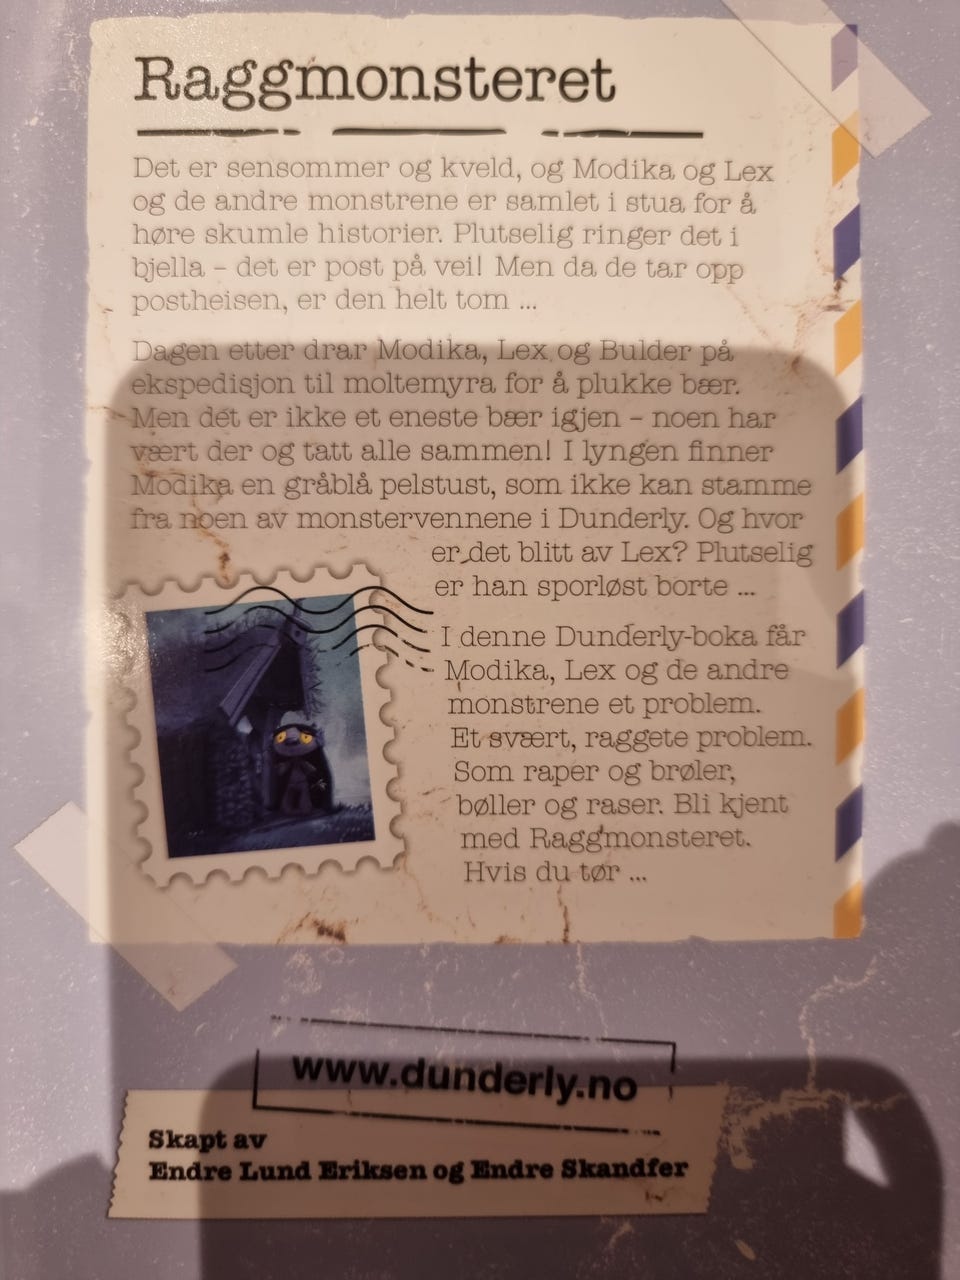 Raggmonsteret
Det er sensommer og kveld, og Modika og Lex
og de andre monstrene er samlet i stua for å
høre skumle historier. Plutselig ringer det i
bjella – det er post på vei! Men da de tar opp
postheisen, er den helt tom ...
Dagen etter drar Modika, Lex og Bulder på
ekspedisjon til moltemyra for å plukke bær.
Men det er ikke et eneste bær igjen – noen har
vært der og tatt alle sammen! I lyngen finner
Modika en gråblå pelstust, som ikke kan stamme
fra noen av monstervennene i Dunderly. Og hvor
er det blitt av Lex? Plutselig
er han sporløst borte ...
I denne Dunderly-boka får
Modika, Lex og de andre
monstrene et problem.
Et svært, raggete problem.
Som raper og brøler,
bøller og raser. Bli kjent
med Raggmonsteret.
Hvis du tør ...
www.dunderly.no
Skapt av
Endre Lund Eriksen og Endre Skandfer